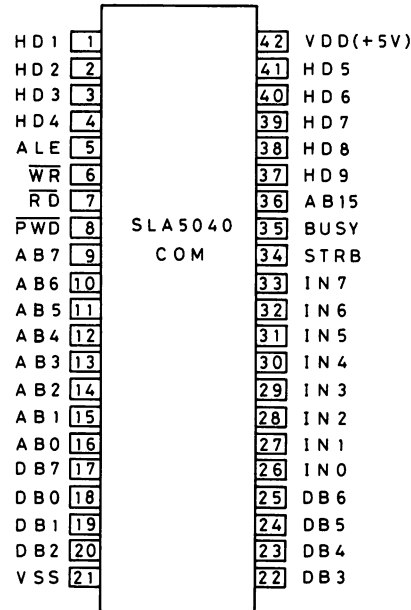 HD1 1 42 VDD(+5V)
HD2 2 41 HD5
HD3 3 40 HD6
HD4 4 39 HD7
ALE 5 38 HD8
W̅R̅ 6 37 HD9
R̅D̅ 7 36 AB15
P̅W̅D̅ 8 SLA5040 35 BUSY
AB7 9 COM 34 STRB
AB6 10 33 IN7
AB5 11 32 IN6
AB4 12 31 IN5
AB3 13 30 IN4
AB2 14 29 IN3
AB1 15 28 IN2
AB0 16 27 IN1
DB7 17 26 IN0
DB0 18 25 DB6
DB1 19 24 DB5
DB2 20 23 DB4
VSS 21 22 DB3